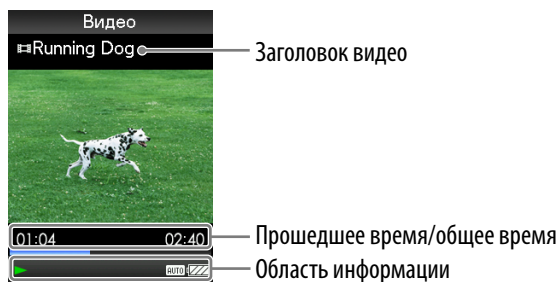 Видео
Running Dog
Заголовок видео
01:04 02:40
Прошедшее время/общее время
AUTO
Область информации